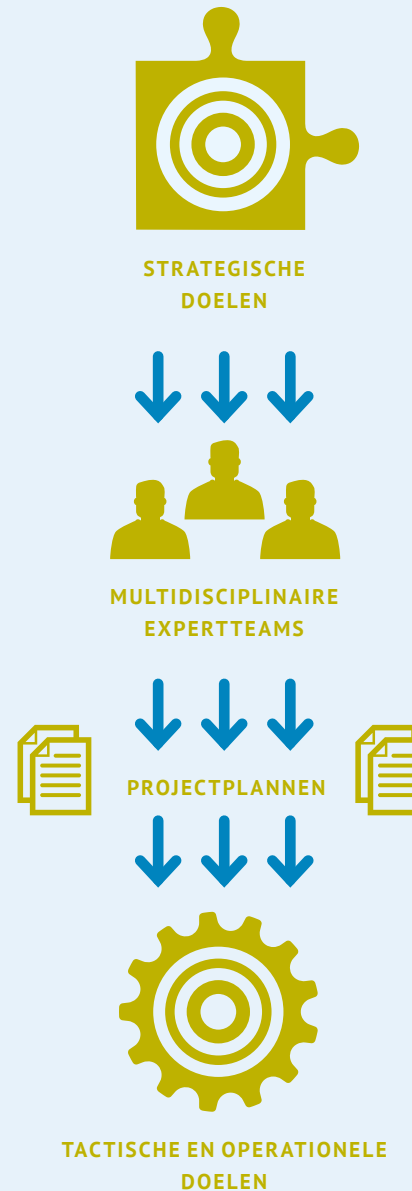 STRATEGISCHE
DOELEN
MULTIDISCIPLINAIRE
EXPERTTEAMS
PROJECTPLANNEN
TACTISCHE EN OPERATIONELE
DOELEN